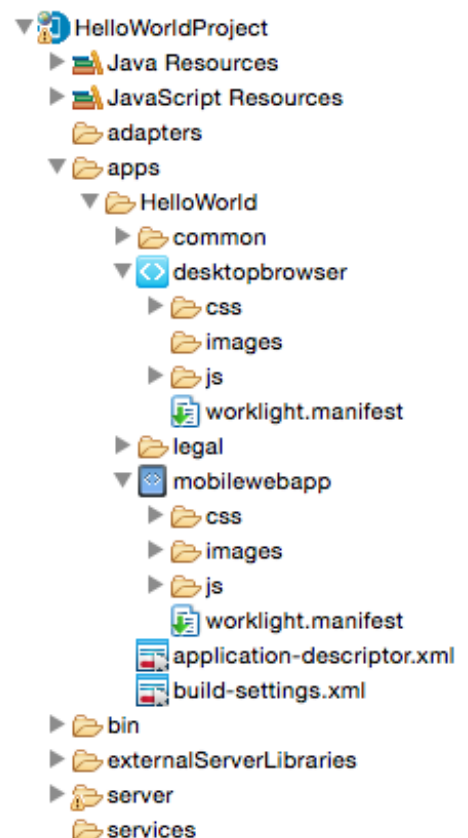 HelloWorldProject
Java Resources
JavaScript Resources
adapters
apps
HelloWorld
common
desktopbrowser
css
images
js
worklight.manifest
legal
mobilewebapp
css
images
js
worklight.manifest
application-descriptor.xml
build-settings.xml
bin
externalServerLibraries
server
services